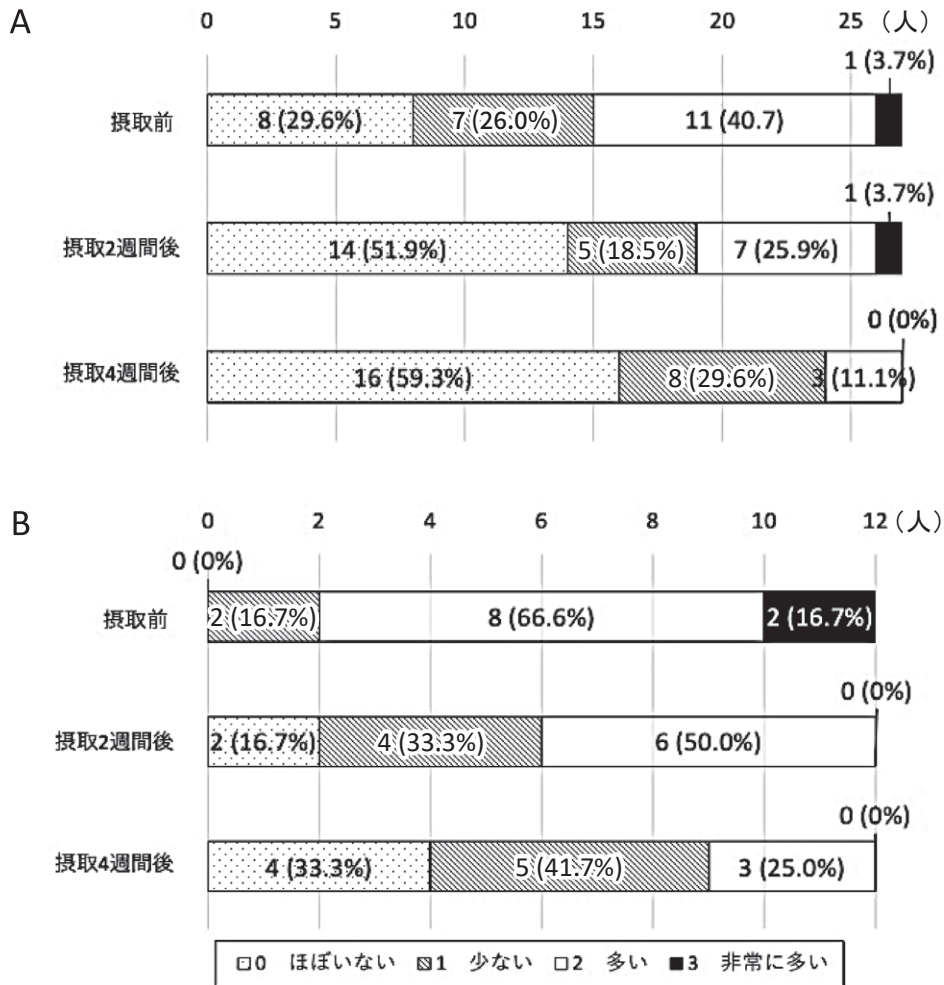 A
0 5 10 15 20 25 （人）
1 (3.7%)
摂取前 8 (29.6%) 7 (26.0%) 11 (40.7)
1 (3.7%)
摂取2週間後 14 (51.9%) 5 (18.5%) 7 (25.9%)
0 (0%)
摂取4週間後 16 (59.3%) 8 (29.6%) 3 (11.1%)
B
0 2 4 6 8 10 12 （人）
0 (0%)
摂取前 2 (16.7%) 8 (66.6%) 2 (16.7%)
0 (0%)
摂取2週間後 2 (16.7%) 4 (33.3%) 6 (50.0%)
0 (0%)
摂取4週間後 4 (33.3%) 5 (41.7%) 3 (25.0%)
0 ほぼいない 1 少ない 2 多い 3 非常に多い